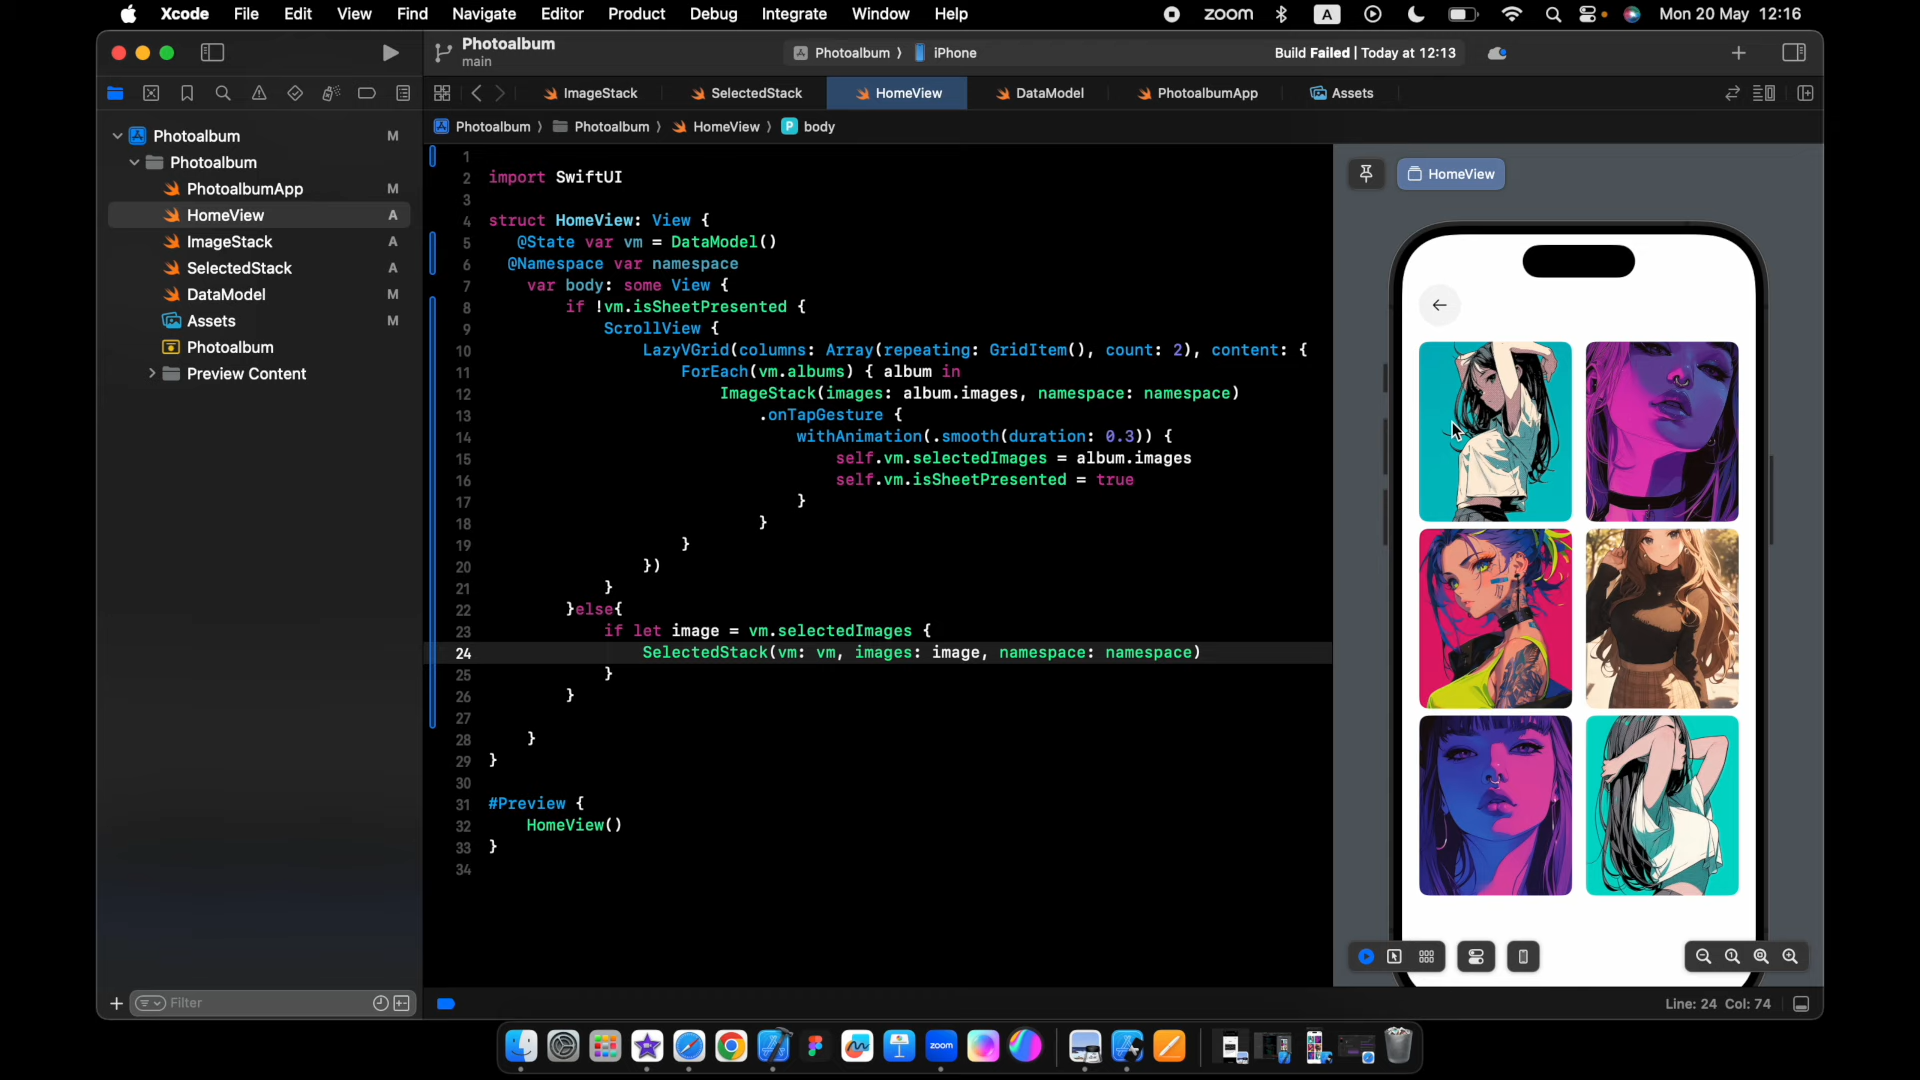 Xcode File Edit View Find Navigate Editor Product Debug Integrate Window Help zoom A Mon 20 May 12:16
Photoalbum
main
Photoalbum iPhone
Build Failed | Today at 12:13
ImageStack SelectedStack HomeView DataModel PhotoalbumApp Assets
Photoalbum Photoalbum HomeView P body
Photoalbum M
Photoalbum
PhotoalbumApp M
HomeView A
ImageStack A
SelectedStack A
DataModel M
Assets M
Photoalbum
Preview Content
Filter
1
2 import SwiftUI
3
4 struct HomeView: View {
5 @State var vm = DataModel()
6 @Namespace var namespace
7 var body: some View {
8 if !vm.isSheetPresented {
9 ScrollView {
10 LazyVGrid(columns: Array(repeating: GridItem(), count: 2), content: {
11 ForEach(vm.albums) { album in
12 ImageStack(images: album.images, namespace: namespace)
13 .onTapGesture {
14 withAnimation(.smooth(duration: 0.3)) {
15 self.vm.selectedImages = album.images
16 self.vm.isSheetPresented = true
17 }
18 }
19 }
20 })
21 }
22 }else{
23 if let image = vm.selectedImages {
24 SelectedStack(vm: vm, images: image, namespace: namespace)
25 }
26 }
27
28 }
29 }
30
31 #Preview {
32 HomeView()
33 }
34
HomeView
Line: 24 Col: 74
zoom